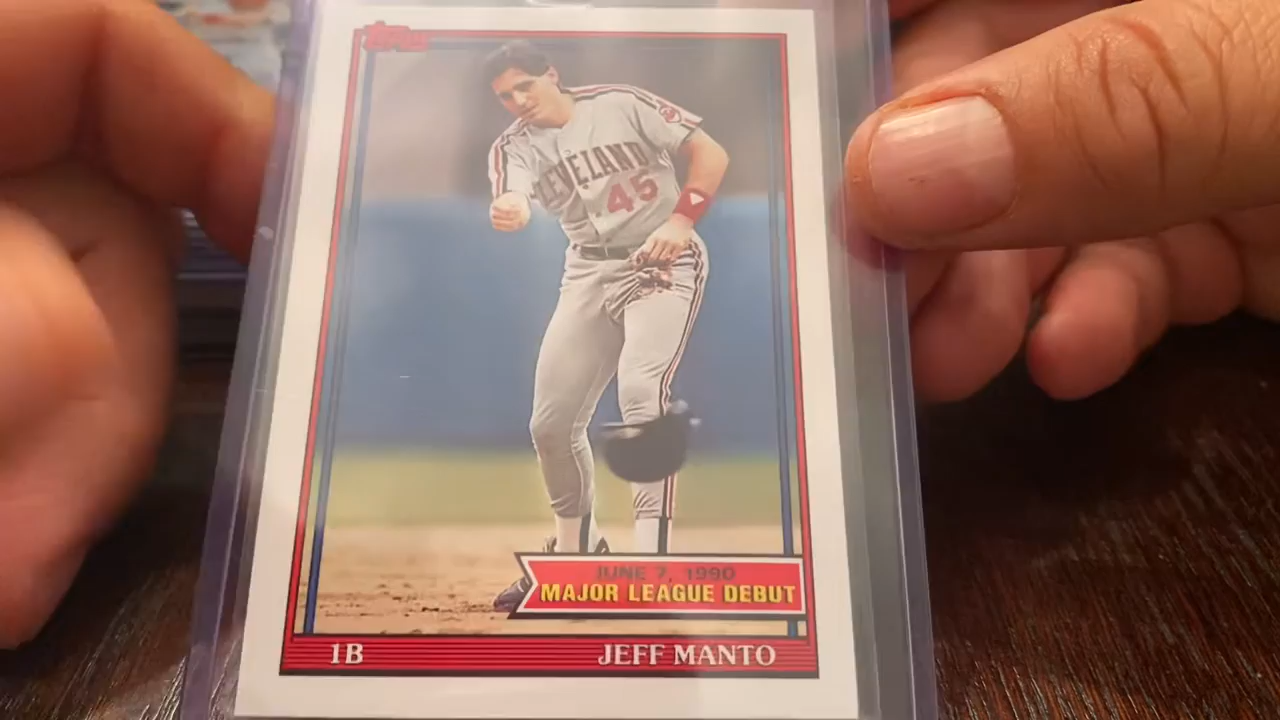 Topps
CLEVELAND
45
JUNE 7, 1990
MAJOR LEAGUE DEBUT
1B
JEFF MANTO